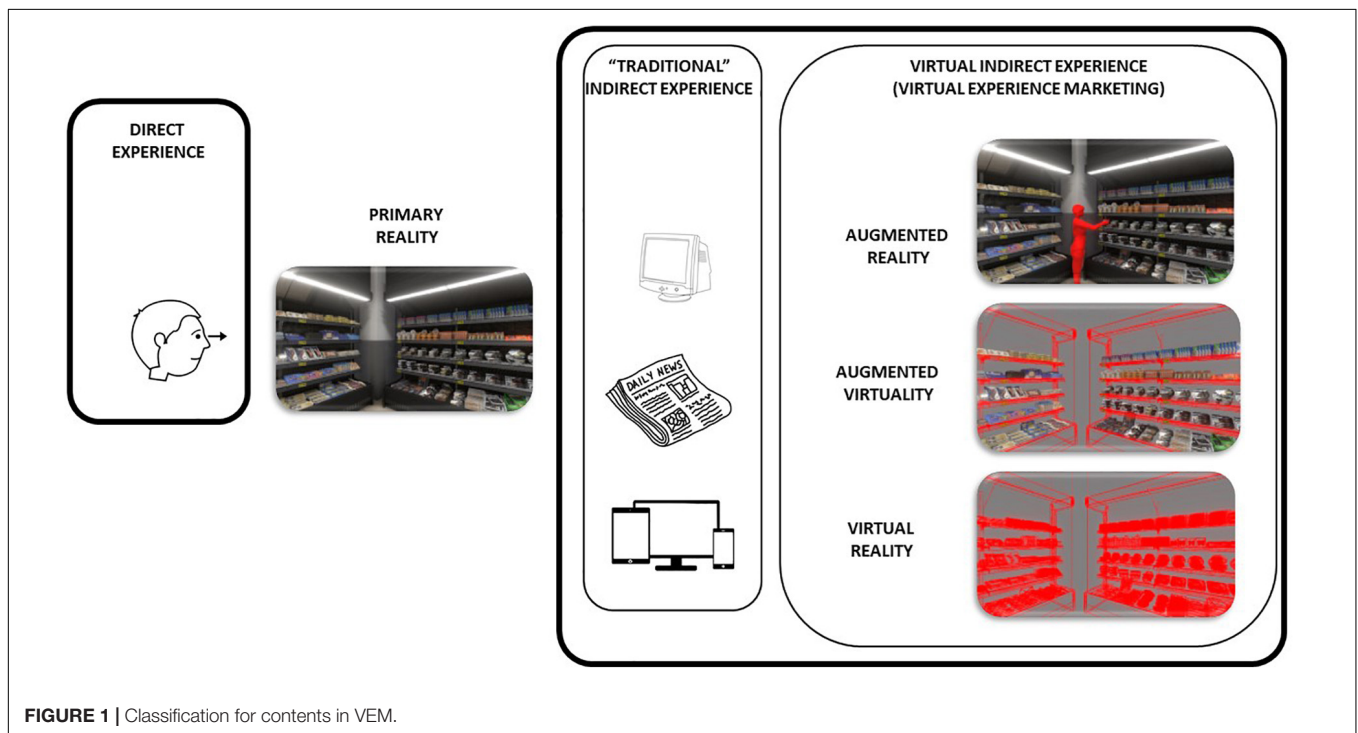 DIRECT
EXPERIENCE
PRIMARY
REALITY
“TRADITIONAL”
INDIRECT EXPERIENCE
DAILY NEWS
VIRTUAL INDIRECT EXPERIENCE
(VIRTUAL EXPERIENCE MARKETING)
AUGMENTED
REALITY
AUGMENTED
VIRTUALITY
VIRTUAL
REALITY
FIGURE 1 | Classification for contents in VEM.